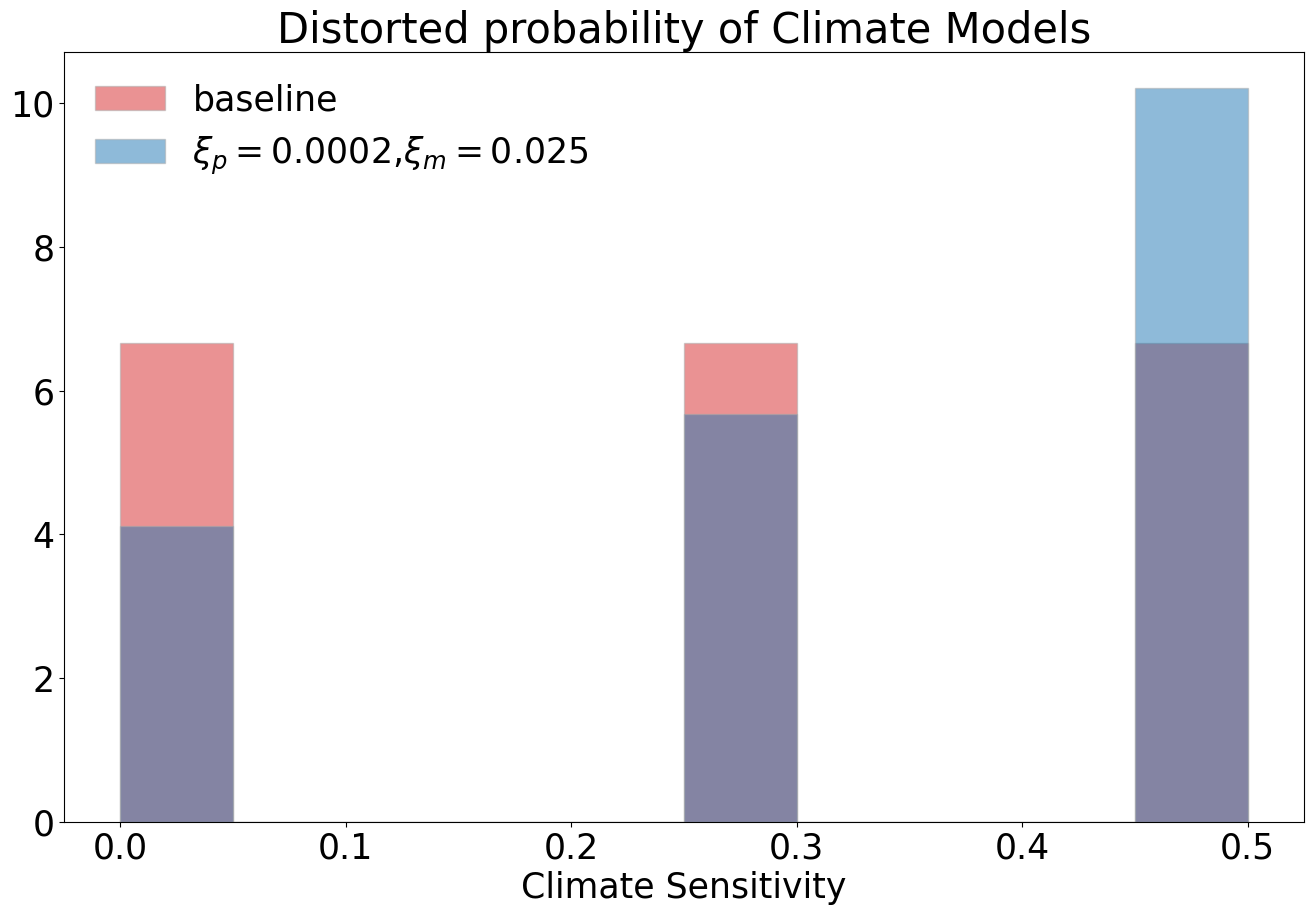 Distorted probability of Climate Models
baseline
ξₚ = 0.0002,ξₘ = 0.025
10
8
6
4
2
0
0.0 0.1 0.2 0.3 0.4 0.5
Climate Sensitivity